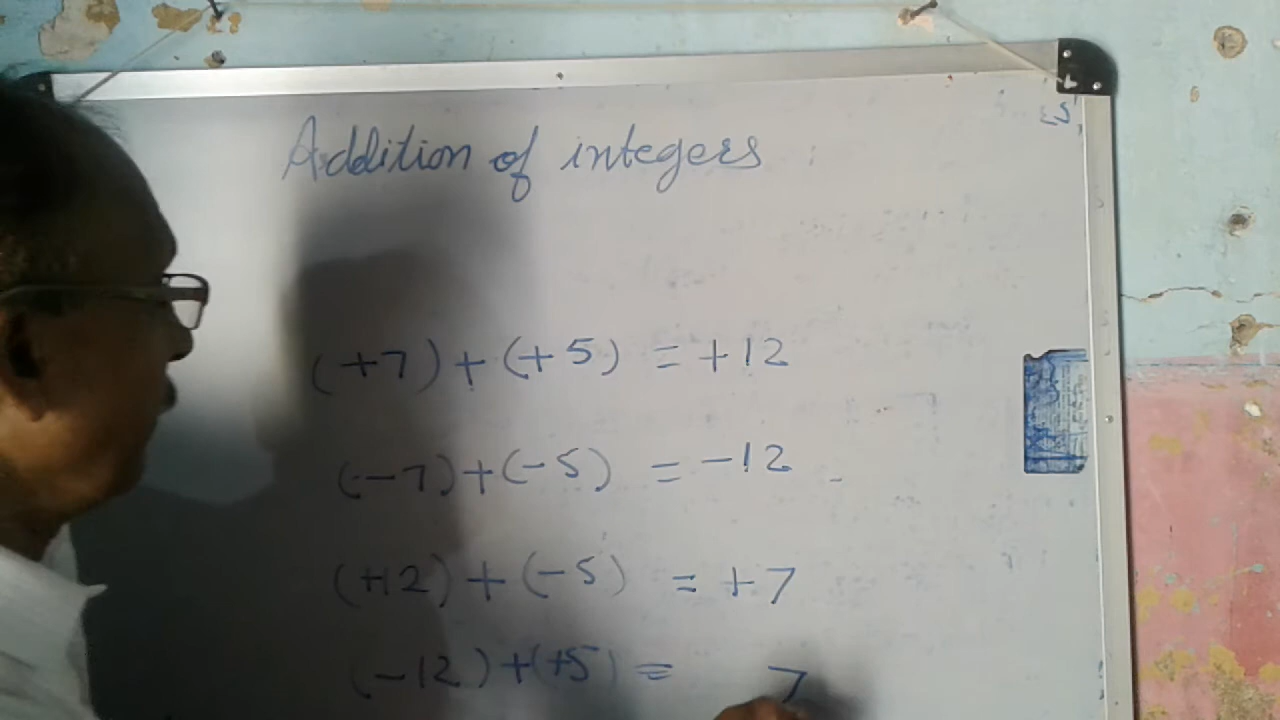 Addition of integers :
(+7)+(+5) = +12
(-7)+(-5) = -12
(+12)+(-5) = +7
(-12)+(+5) = 7